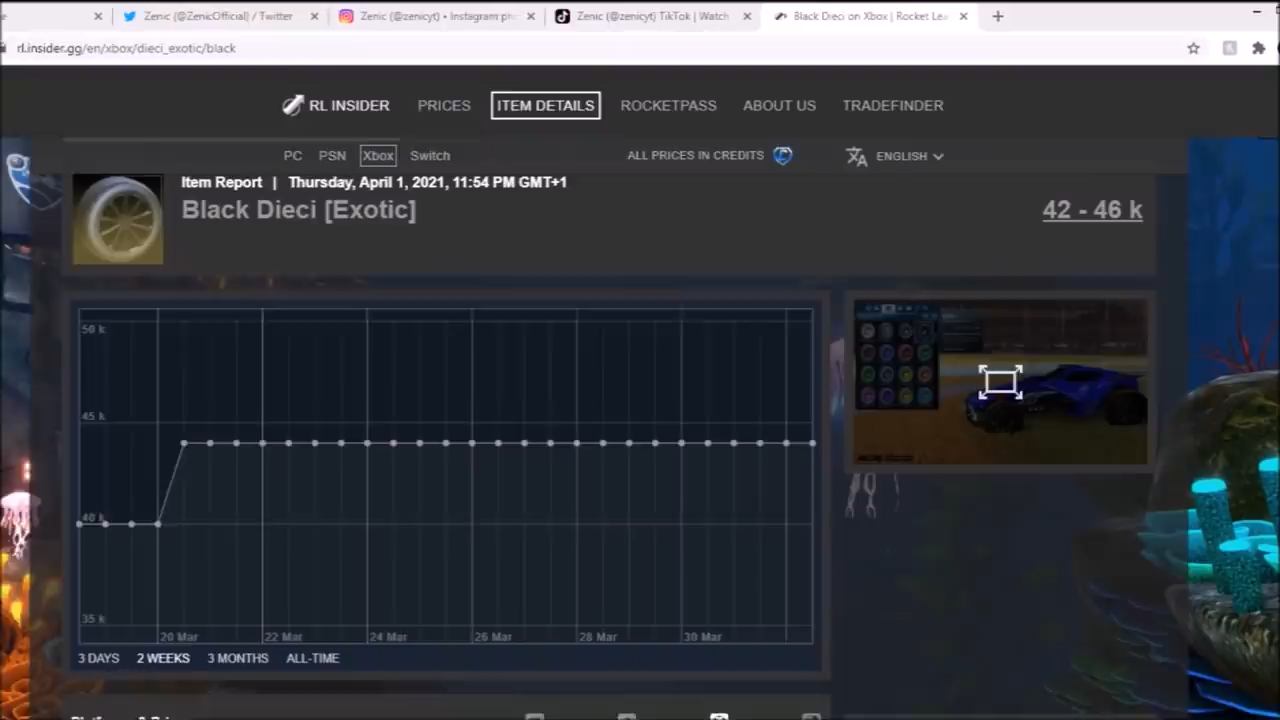 Zenic (@ZenicOfficial) / Twitter
Zenic (@zenicyt) • Instagram ph
Zenic (@zenicyt) TikTok | Watch
Black Dieci on Xbox | Rocket Lea
rl.insider.gg/en/xbox/dieci_exotic/black
RL INSIDER PRICES ITEM DETAILS ROCKETPASS ABOUT US TRADEFINDER
PC PSN Xbox Switch ALL PRICES IN CREDITS ENGLISH
Item Report | Thursday, April 1, 2021, 11:54 PM GMT+1
Black Dieci [Exotic]
42 - 46 k
50 k
45 k
40 k
35 k
20 Mar 22 Mar 24 Mar 26 Mar 28 Mar 30 Mar
3 DAYS 2 WEEKS 3 MONTHS ALL-TIME